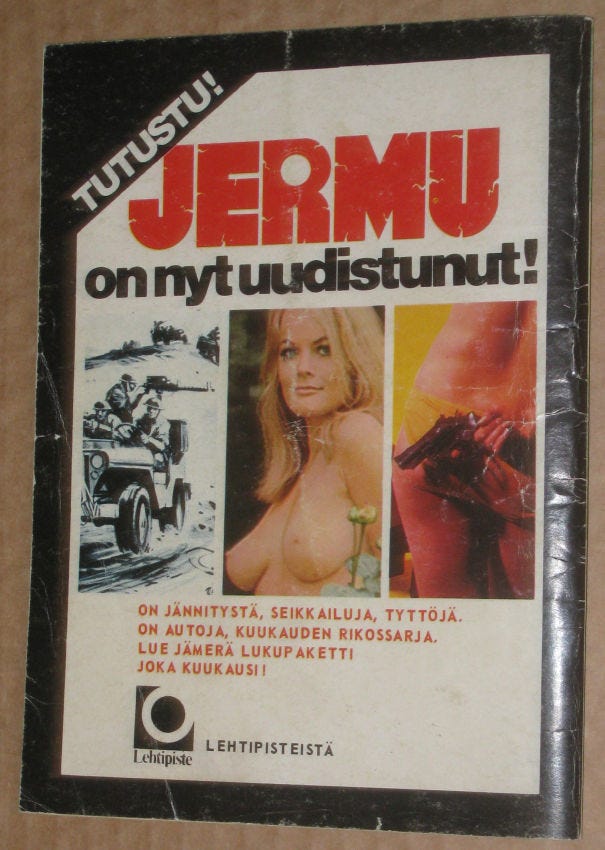 TUTUSTU!
JERMU
on nyt uudistunut!
ON JÄNNITYSTÄ, SEIKKAILUJA, TYTTÖJÄ.
ON AUTOJA, KUUKAUDEN RIKOSSARJA.
LUE JÄMERÄ LUKUPAKETTI
JOKA KUUKAUSI!
Lehtipiste
LEHTIPISTEISTÄ